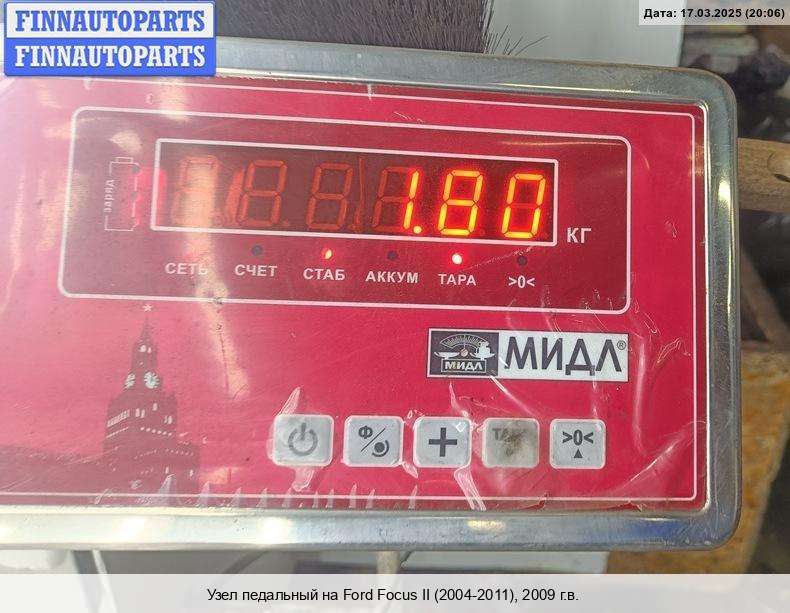 FINNAUTOPARTS
FINNAUTOPARTS
Дата: 17.03.2025 (20:06)
заряд
1.80
КГ
СЕТЬ СЧЕТ СТАБ АККУМ ТАРА >0<
МИДЛ МИДЛ®
Ф
+
>0<
Узел педальный на Ford Focus II (2004-2011), 2009 г.в.